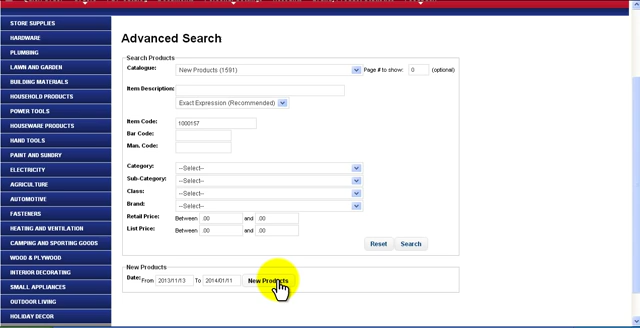 STORE SUPPLIES
HARDWARE
PLUMBING
LAWN AND GARDEN
BUILDING MATERIALS
HOUSEHOLD PRODUCTS
POWER TOOLS
HOUSEWARE PRODUCTS
HAND TOOLS
PAINT AND SUNDRY
ELECTRICITY
AGRICULTURE
AUTOMOTIVE
FASTENERS
HEATING AND VENTILATION
CAMPING AND SPORTING GOODS
WOOD & PLYWOOD
INTERIOR DECORATING
SMALL APPLIANCES
OUTDOOR LIVING
HOLIDAY DECOR
Advanced Search
Search Products
Catalogue: New Products (1591) Page # to show: 0 (optional)
Item Description:
Exact Expression (Recommended)
Item Code: 1000157
Bar Code:
Man. Code:
Category: --Select--
Sub-Category: --Select--
Class: --Select--
Brand: --Select--
Retail Price: Between .00 and .00
List Price: Between .00 and .00
Reset Search
New Products
Date: From 2013/11/13 To 2014/01/11 New Products